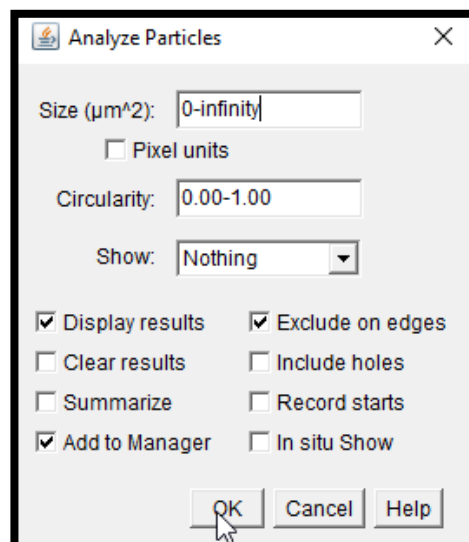 Analyze Particles
Size (µm^2): 0-infinity
Pixel units
Circularity: 0.00-1.00
Show: Nothing
Display results Exclude on edges
Clear results Include holes
Summarize Record starts
Add to Manager In situ Show
OK Cancel Help